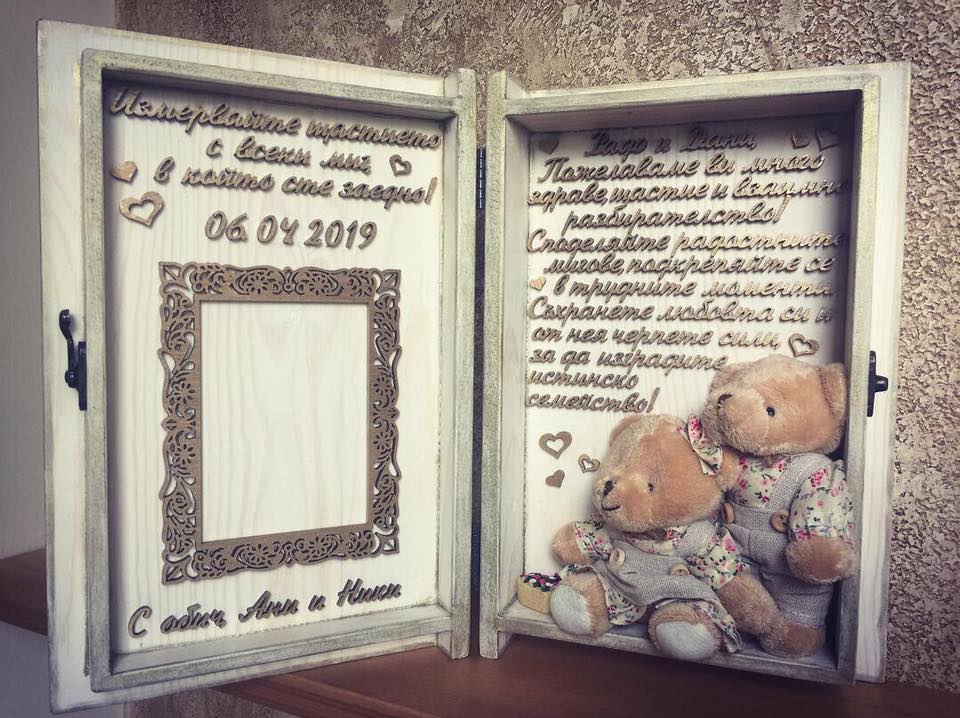 Измервайте щастието
с всеки миг,
в който сте заедно!
06.04 2019
С обич, Ани и Ники
Радо и Дани,
Пожелаваме ви много
здраве, щастие и взаимно
разбирателство!
Споделяйте радостните
мигове, подкрепяйте се
в трудните моменти.
Съхранете любовта си и
от нея черпете сили,
за да изградите
истинско
семейство!